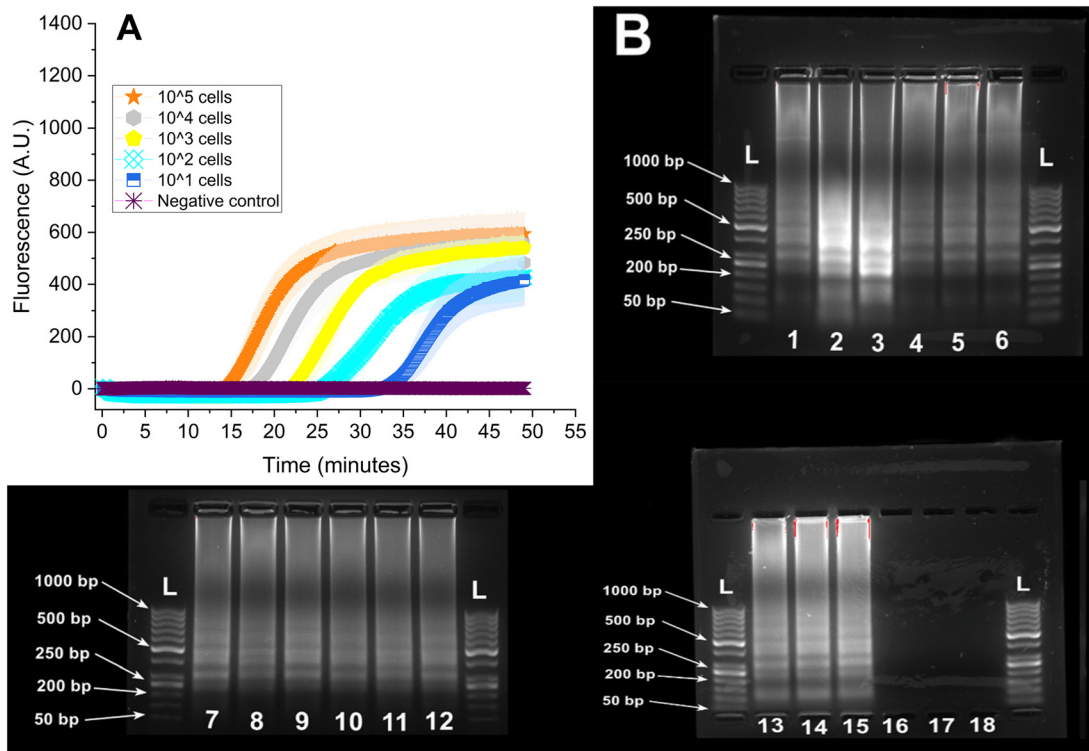 A
Fluorescence (A.U.)
1400
1200
1000
800
600
400
200
0
10^5 cells
10^4 cells
10^3 cells
10^2 cells
10^1 cells
Negative control
0 5 10 15 20 25 30 35 40 45 50 55
Time (minutes)
B
L L
1000 bp
500 bp
250 bp
200 bp
50 bp
1 2 3 4 5 6
L L
1000 bp
500 bp
250 bp
200 bp
50 bp
7 8 9 10 11 12
L L
1000 bp
500 bp
250 bp
200 bp
50 bp
13 14 15 16 17 18